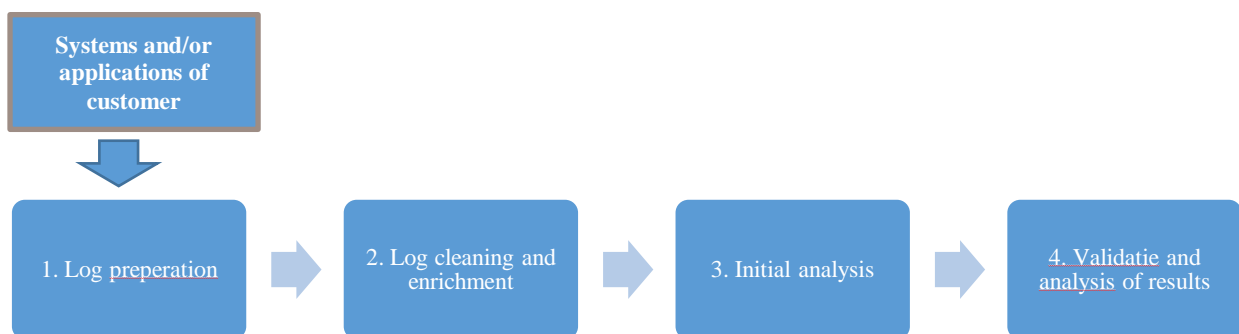 Systems and/or
applications of
customer
1. Log preperation
2. Log cleaning and
enrichment
3. Initial analysis
4. Validatie and
analysis of results